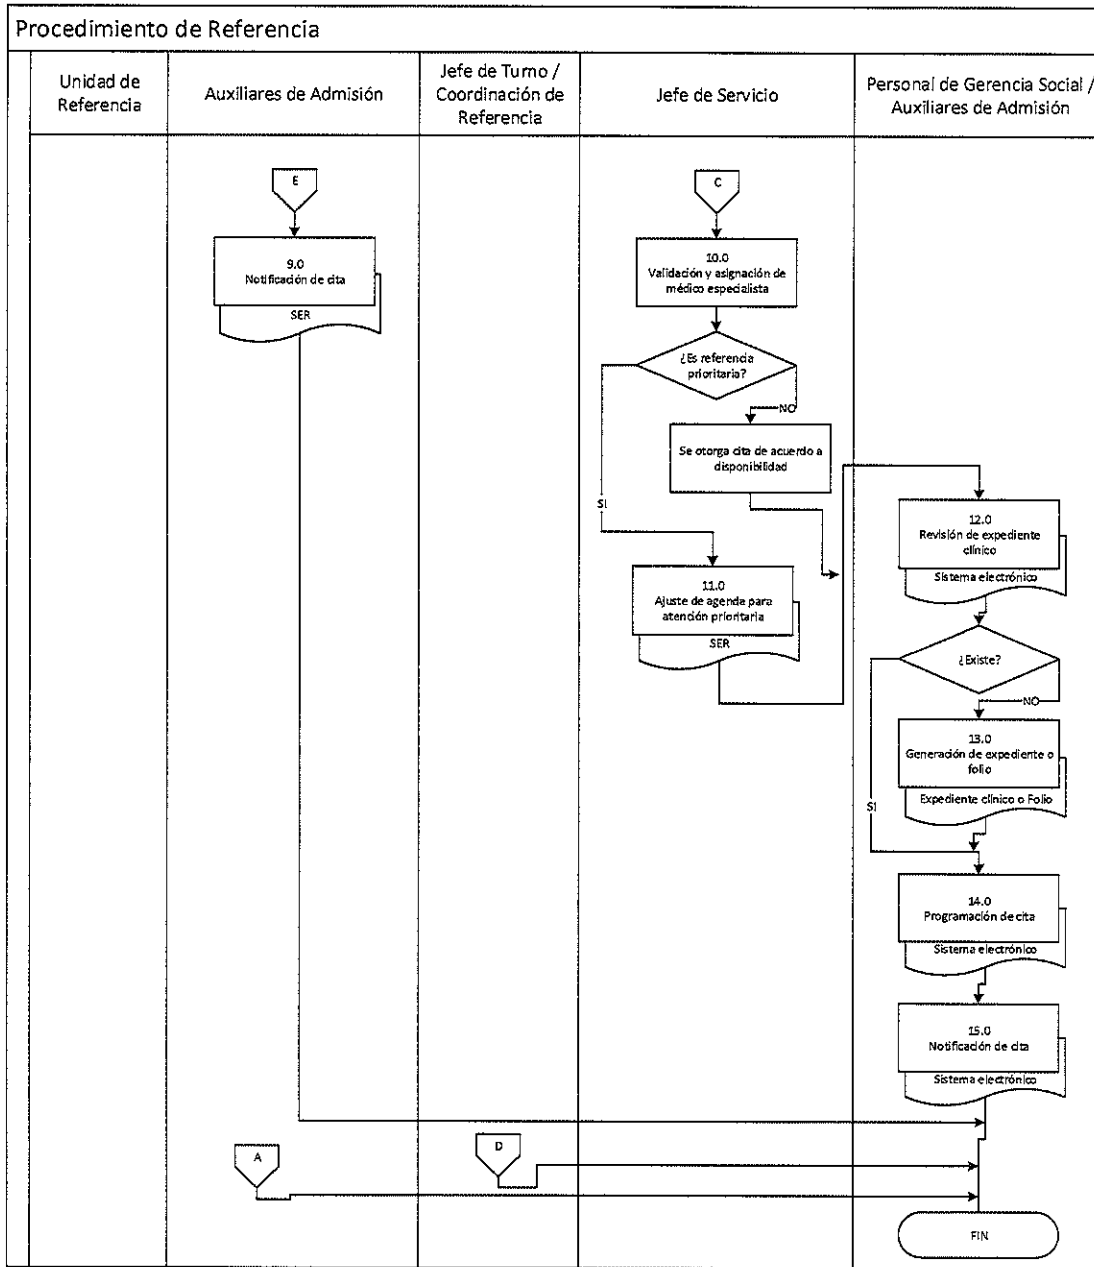 Procedimiento de Referencia
Unidad de
Referencia
Auxiliares de Admisión
Jefe de Turno /
Coordinación de
Referencia
Jefe de Servicio
Personal de Gerencia Social /
Auxiliares de Admisión
E
9.0
Notificación de cita
SER
C
10.0
Validación y asignación de
médico especialista
¿Es referencia
prioritaria?
NO
Se otorga cita de acuerdo a
disponibilidad
SI
11.0
Ajuste de agenda para
atención prioritaria
SER
12.0
Revisión de expediente
clínico
Sistema electrónico
¿Existe?
NO
13.0
Generación de expediente o
folio
Expediente clínico o Folio
SI
14.0
Programación de cita
Sistema electrónico
15.0
Notificación de cita
Sistema electrónico
A
D
FIN